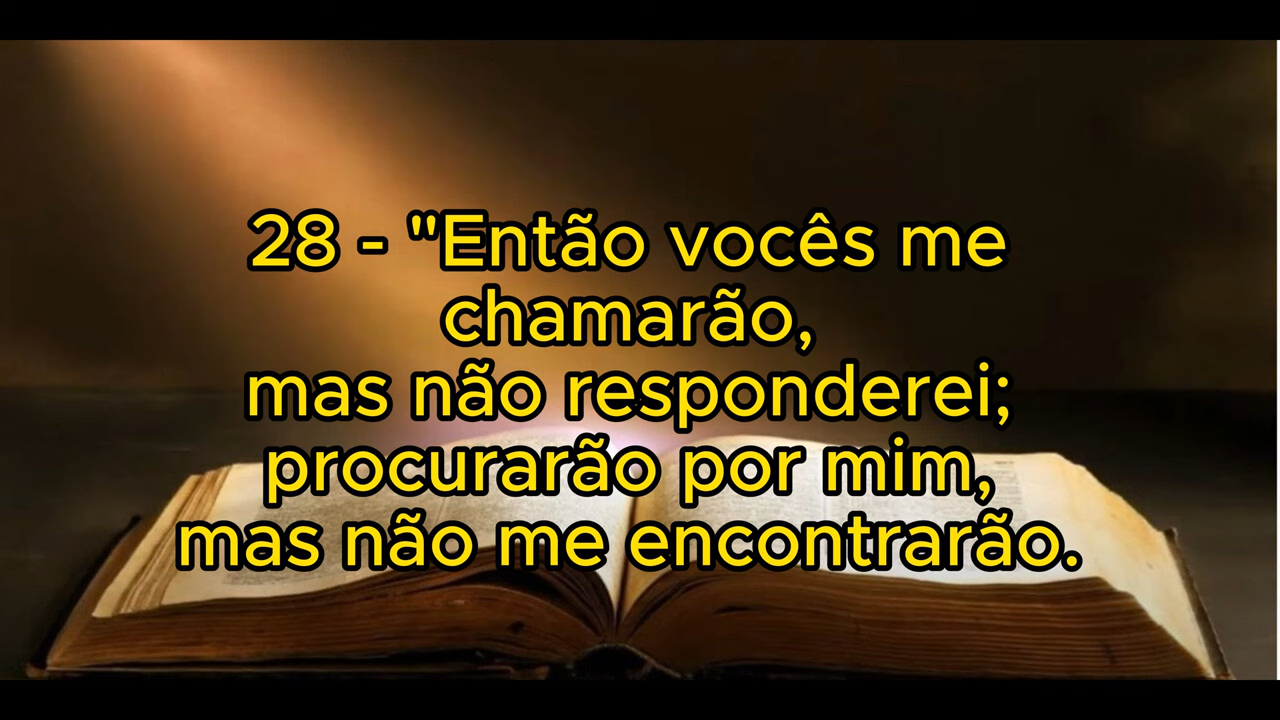 28 - "Então vocês me
chamarão,
mas não responderei;
procurarão por mim,
mas não me encontrarão.